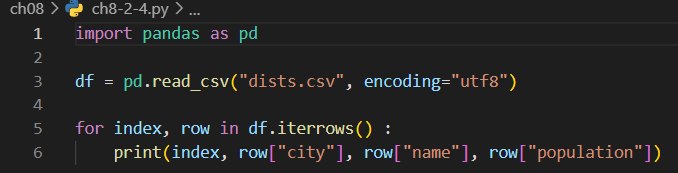 ch08 > ch8-2-4.py > ...
1 import pandas as pd
2
3 df = pd.read_csv("dists.csv", encoding="utf8")
4
5 for index, row in df.iterrows() :
6     print(index, row["city"], row["name"], row["population"])